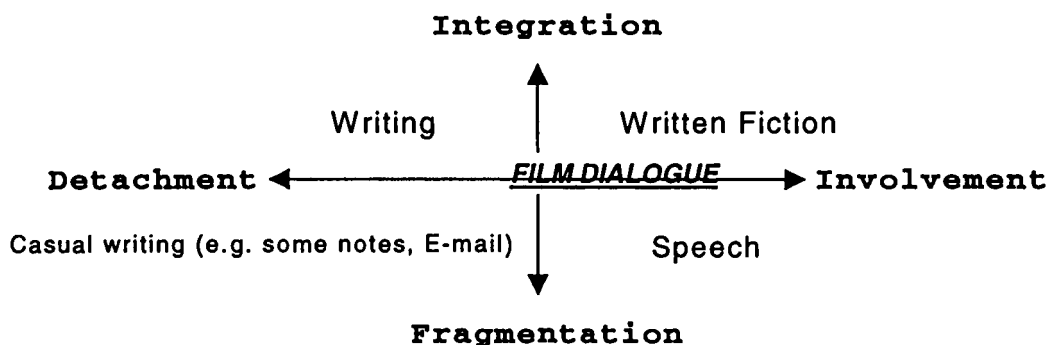 Integration
Writing Written Fiction
Detachment FILM DIALOGUE Involvement
Casual writing (e.g. some notes, E-mail) Speech
Fragmentation